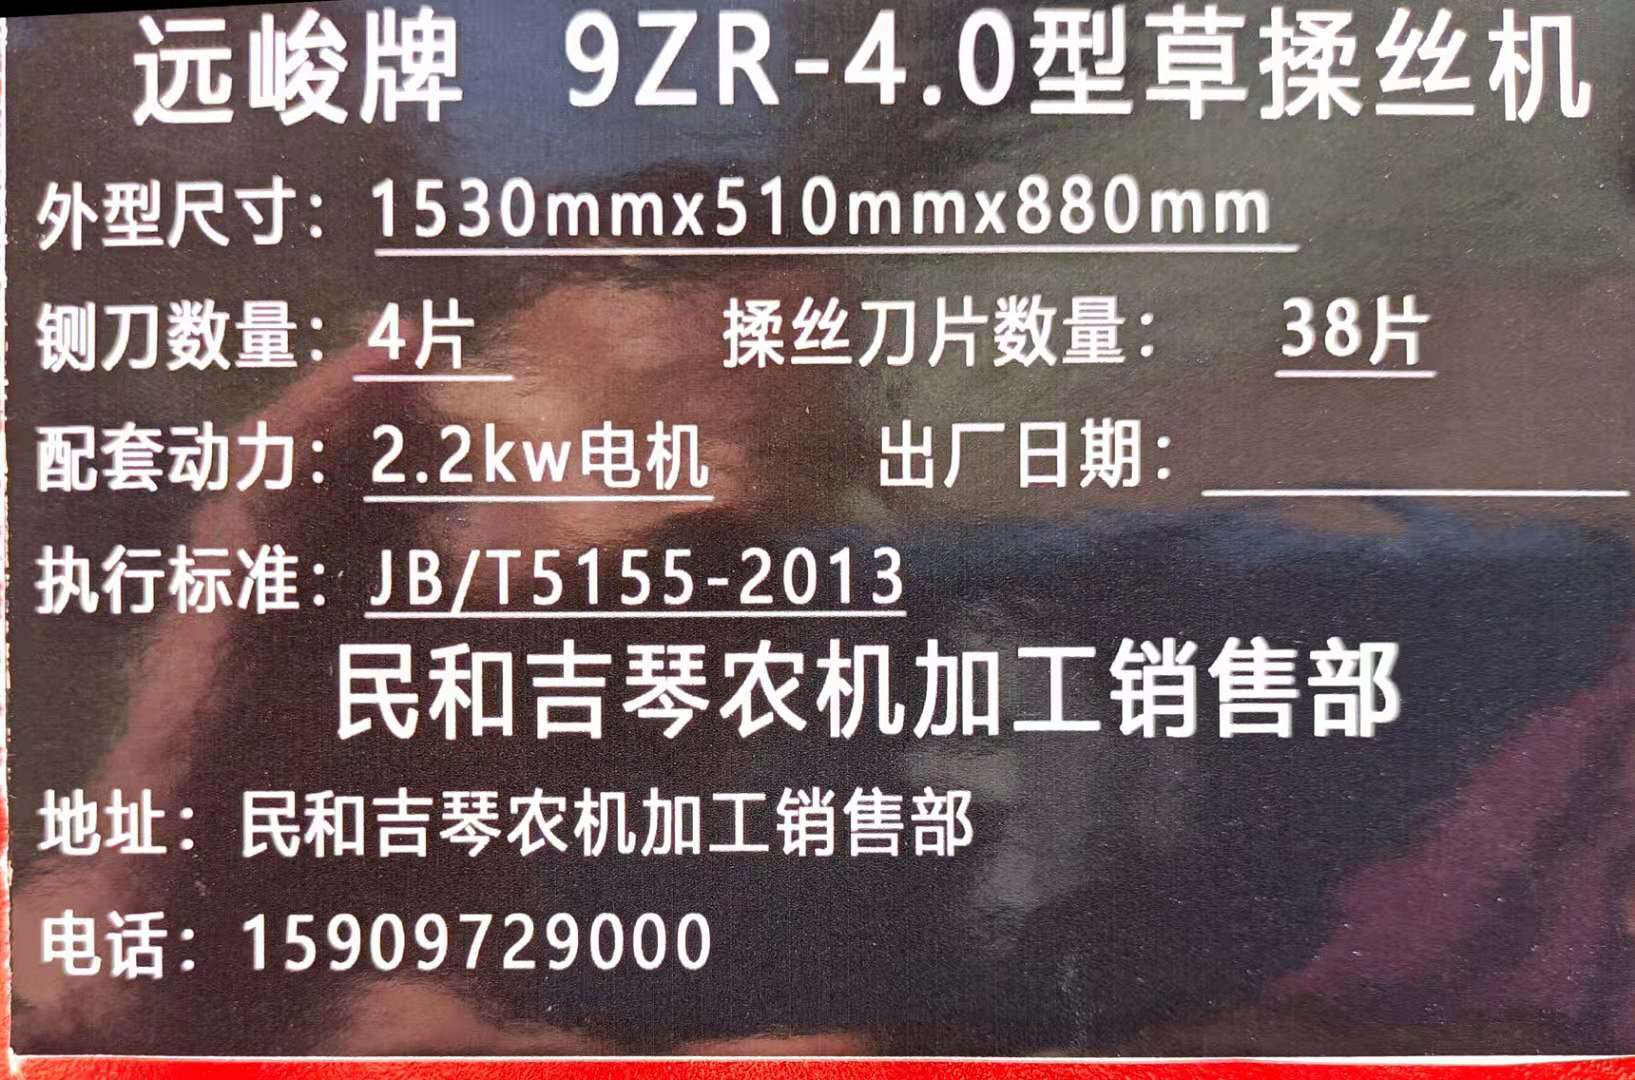 远峻牌 9ZR-4.0型草揉丝机
外型尺寸：1530mmx510mmx880mm
铡刀数量：4片 揉丝刀片数量： 38片
配套动力：2.2kw电机 出厂日期：
执行标准：JB/T5155-2013
民和吉琴农机加工销售部
地址：民和吉琴农机加工销售部
电话：15909729000